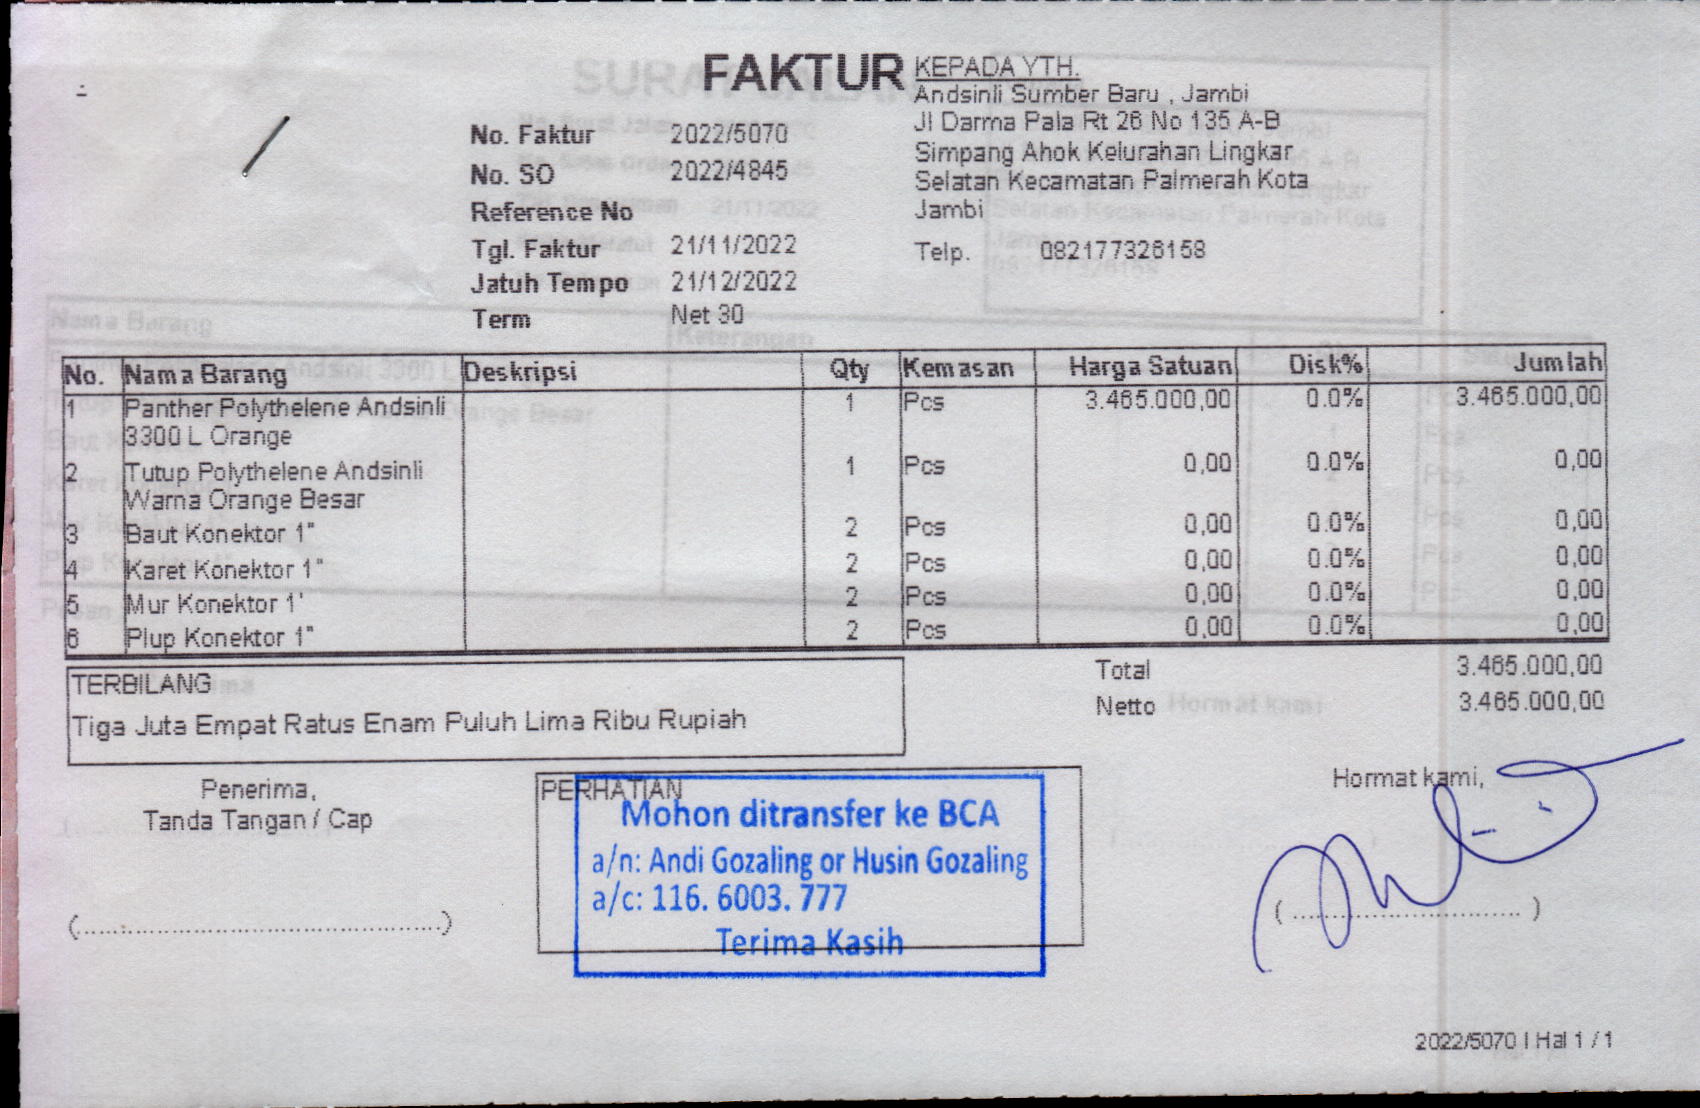 FAKTUR
KEPADA YTH.
Andsinli Sumber Baru , Jambi
Jl Darma Pala Rt 26 No 135 A-B
Simpang Ahok Kelurahan Lingkar
Selatan Kecamatan Palmerah Kota
Jambi
Telp. 082177326158
No. Faktur 2022/5070
No. SO 2022/4845
Reference No
Tgl. Faktur 21/11/2022
Jatuh Tempo 21/12/2022
Term Net 30
No. Nama Barang Deskripsi Qty Kemasan Harga Satuan Disk% Jumlah
1 Panther Polythelene Andsinli 1 Pcs 3.465.000,00 0.0% 3.465.000,00
3300 L Orange
2 Tutup Polythelene Andsinli 1 Pcs 0,00 0.0% 0,00
Warna Orange Besar
3 Baut Konektor 1" 2 Pcs 0,00 0.0% 0,00
4 Karet Konektor 1" 2 Pcs 0,00 0.0% 0,00
5 Mur Konektor 1' 2 Pcs 0,00 0.0% 0,00
6 Plup Konektor 1" 2 Pcs 0,00 0.0% 0,00
TERBILANG
Tiga Juta Empat Ratus Enam Puluh Lima Ribu Rupiah
Total 3.465.000,00
Netto 3.465.000,00
Penerima,
Tanda Tangan / Cap
(..............................................)
PERHATIAN
Mohon ditransfer ke BCA
a/n: Andi Gozaling or Husin Gozaling
a/c: 116. 6003. 777
Terima Kasih
Hormat kami,
( .............................. )
2022/5070 | Hal 1 / 1